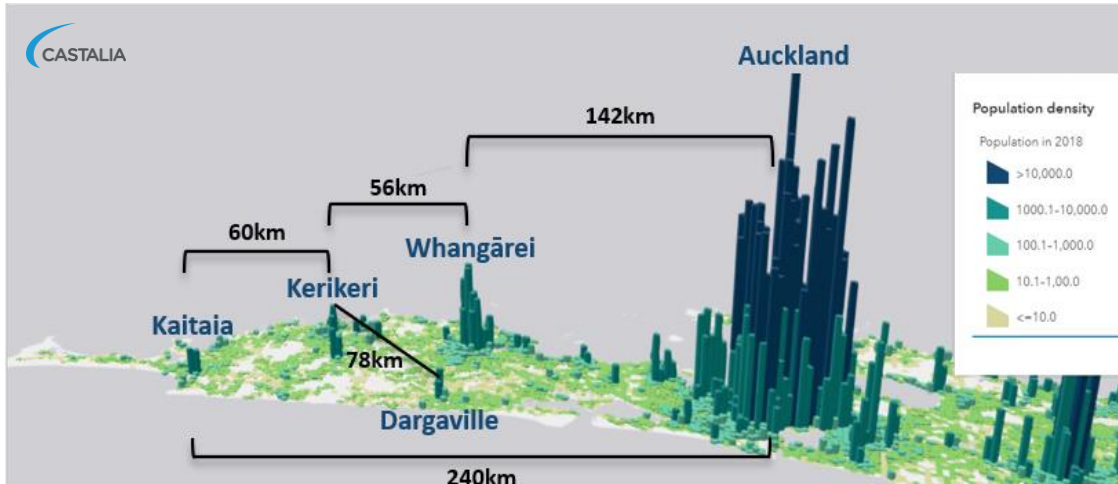 CASTALIA
Auckland
142km
56km
60km
Whangārei
Kerikeri
Kaitaia
78km
Dargaville
240km
Population density
Population in 2018
>10,000.0
1000.1-10,000.0
100.1-1,000.0
10.1-1,00.0
<=10.0